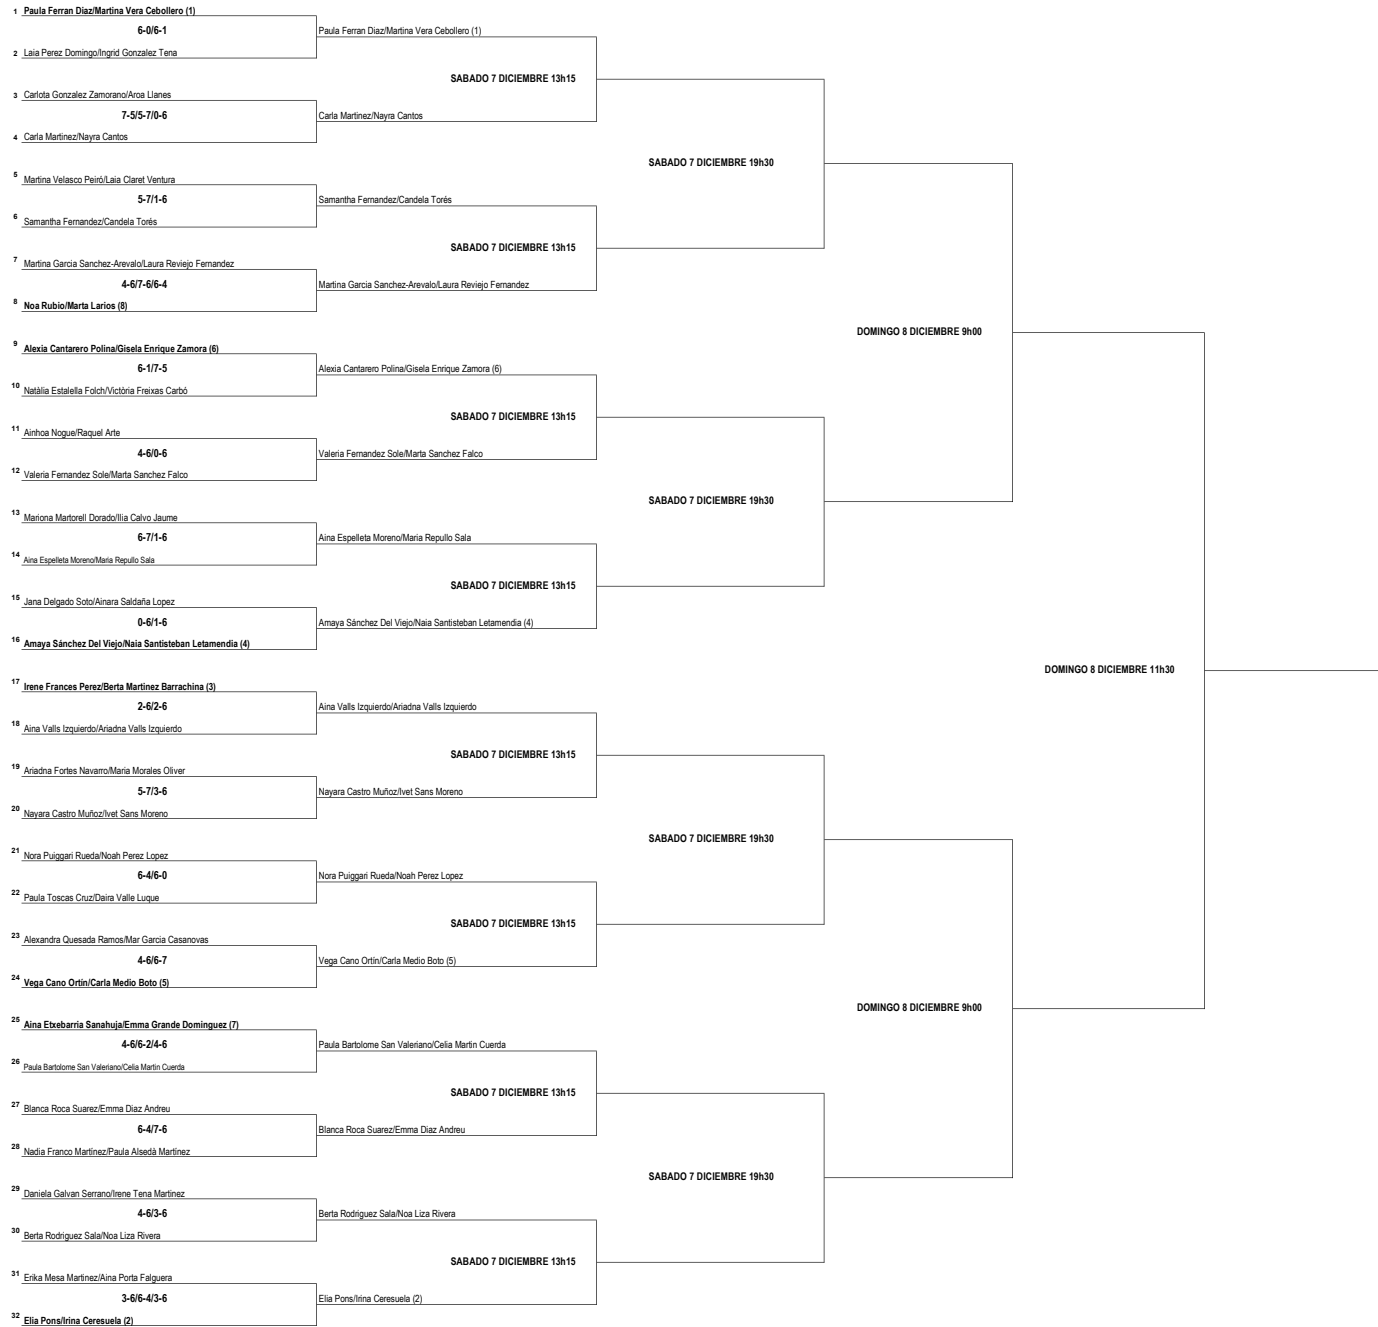 1 Paula Ferran Diaz/Martina Vera Cebollero (1)
6-0/6-1
Paula Ferran Diaz/Martina Vera Cebollero (1)
2 Laia Perez Domingo/Ingrid Gonzalez Tena
SABADO 7 DICIEMBRE 13h15
3 Carlota Gonzalez Zamorano/Aroa Llanes
7-5/5-7/0-6
Carla Martinez/Nayra Cantos
4 Carla Martinez/Nayra Cantos
SABADO 7 DICIEMBRE 19h30
5 Martina Velasco Peiró/Laia Claret Ventura
5-7/1-6
Samantha Fernandez/Candela Torés
6 Samantha Fernandez/Candela Torés
SABADO 7 DICIEMBRE 13h15
7 Martina Garcia Sanchez-Arevalo/Laura Reviejo Fernandez
4-6/7-6/6-4
Martina Garcia Sanchez-Arevalo/Laura Reviejo Fernandez
8 Noa Rubio/Marta Larios (8)
DOMINGO 8 DICIEMBRE 9h00
9 Alexia Cantarero Polina/Gisela Enrique Zamora (6)
6-1/7-5
Alexia Cantarero Polina/Gisela Enrique Zamora (6)
10 Natàlia Estalella Folch/Victòria Freixas Carbó
SABADO 7 DICIEMBRE 13h15
11 Ainhoa Nogue/Raquel Arte
4-6/0-6
Valeria Fernandez Sole/Marta Sanchez Falco
12 Valeria Fernandez Sole/Marta Sanchez Falco
SABADO 7 DICIEMBRE 19h30
13 Mariona Martorell Dorado/Ilia Calvo Jaume
6-7/1-6
Aina Espelleta Moreno/Maria Repullo Sala
14 Aina Espelleta Moreno/Maria Repullo Sala
SABADO 7 DICIEMBRE 13h15
15 Jana Delgado Soto/Ainara Saldaña Lopez
0-6/1-6
Amaya Sánchez Del Viejo/Naia Santisteban Letamendia (4)
16 Amaya Sánchez Del Viejo/Naia Santisteban Letamendia (4)
DOMINGO 8 DICIEMBRE 11h30
17 Irene Frances Perez/Berta Martinez Barrachina (3)
2-6/2-6
Aina Valls Izquierdo/Ariadna Valls Izquierdo
18 Aina Valls Izquierdo/Ariadna Valls Izquierdo
SABADO 7 DICIEMBRE 13h15
19 Ariadna Fortes Navarro/Maria Morales Oliver
5-7/3-6
Nayara Castro Muñoz/Ivet Sans Moreno
20 Nayara Castro Muñoz/Ivet Sans Moreno
SABADO 7 DICIEMBRE 19h30
21 Nora Puiggari Rueda/Noah Perez Lopez
6-4/6-0
Nora Puiggari Rueda/Noah Perez Lopez
22 Paula Toscas Cruz/Daira Valle Luque
SABADO 7 DICIEMBRE 13h15
23 Alexandra Quesada Ramos/Mar Garcia Casanovas
4-6/6-7
Vega Cano Ortín/Carla Medio Boto (5)
24 Vega Cano Ortín/Carla Medio Boto (5)
DOMINGO 8 DICIEMBRE 9h00
25 Aina Etxebarria Sanahuja/Emma Grande Dominguez (7)
4-6/6-2/4-6
Paula Bartolome San Valeriano/Celia Martin Cuerda
26 Paula Bartolome San Valeriano/Celia Martin Cuerda
SABADO 7 DICIEMBRE 13h15
27 Blanca Roca Suarez/Emma Diaz Andreu
6-4/7-6
Blanca Roca Suarez/Emma Diaz Andreu
28 Nadia Franco Martinez/Paula Alsedà Martinez
SABADO 7 DICIEMBRE 19h30
29 Daniela Galvan Serrano/Irene Tena Martinez
4-6/3-6
Berta Rodriguez Sala/Noa Liza Rivera
30 Berta Rodriguez Sala/Noa Liza Rivera
SABADO 7 DICIEMBRE 13h15
31 Erika Mesa Martinez/Aina Porta Falguera
3-6/6-4/3-6
Elia Pons/Irina Ceresuela (2)
32 Elia Pons/Irina Ceresuela (2)